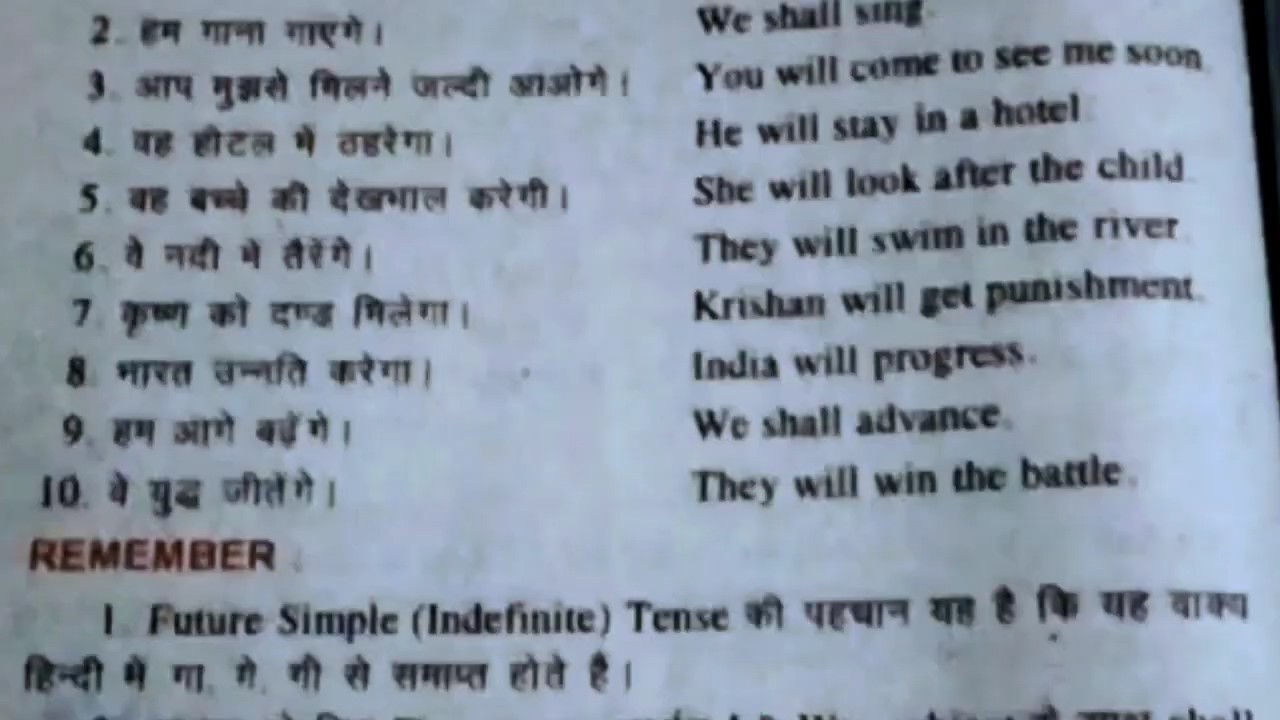 2. हम गाना गाएगे। We shall sing.
3. आप मुझसे मिलने जल्दी आओगे। You will come to see me soon.
4. वह होटल में ठहरेगा। He will stay in a hotel.
5. वह बच्चे की देखभाल करेगी। She will look after the child.
6. वे नदी में तैरेंगे। They will swim in the river.
7. कृष्ण को दण्ड मिलेगा। Krishan will get punishment.
8. भारत उन्नति करेगा। India will progress.
9. हम आगे बढ़ेंगे। We shall advance.
10. वे युद्ध जीतेंगे। They will win the battle.
REMEMBER
1. Future Simple (Indefinite) Tense की पहचान यह है कि यह वाक्य
हिन्दी में गा, गे, गी से समाप्त होते है।